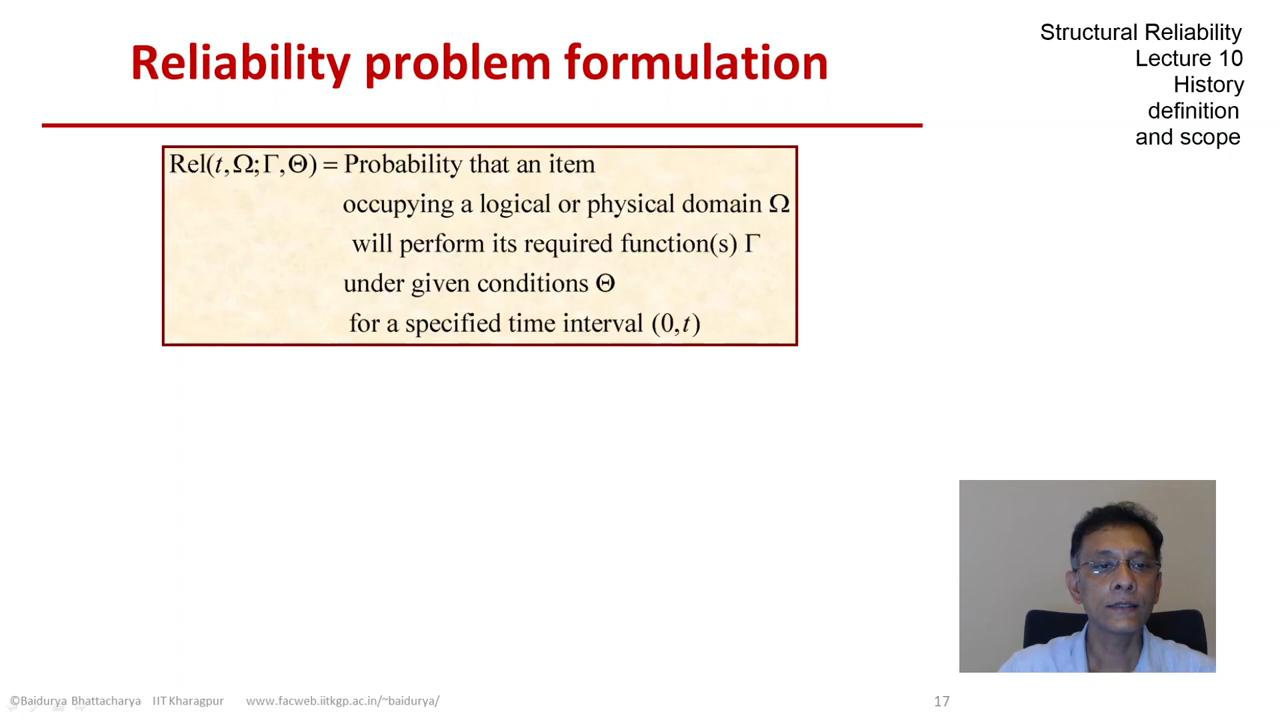 Reliability problem formulation
Structural Reliability
Lecture 10
History
definition
and scope
Rel(t,Ω;Γ,Θ) = Probability that an item
occupying a logical or physical domain Ω
will perform its required function(s) Γ
under given conditions Θ
for a specified time interval (0,t)
©Baidurya Bhattacharya IIT Kharagpur www.facweb.iitkgp.ac.in/~baidurya/
17